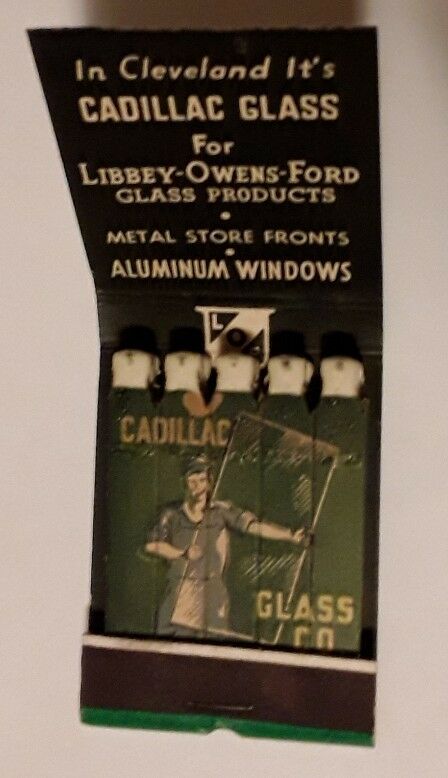 In Cleveland It's
CADILLAC GLASS
For
LIBBEY-OWENS-FORD
GLASS PRODUCTS
•
METAL STORE FRONTS
•
ALUMINUM WINDOWS
L O F
CADILLAC
GLASS
CO